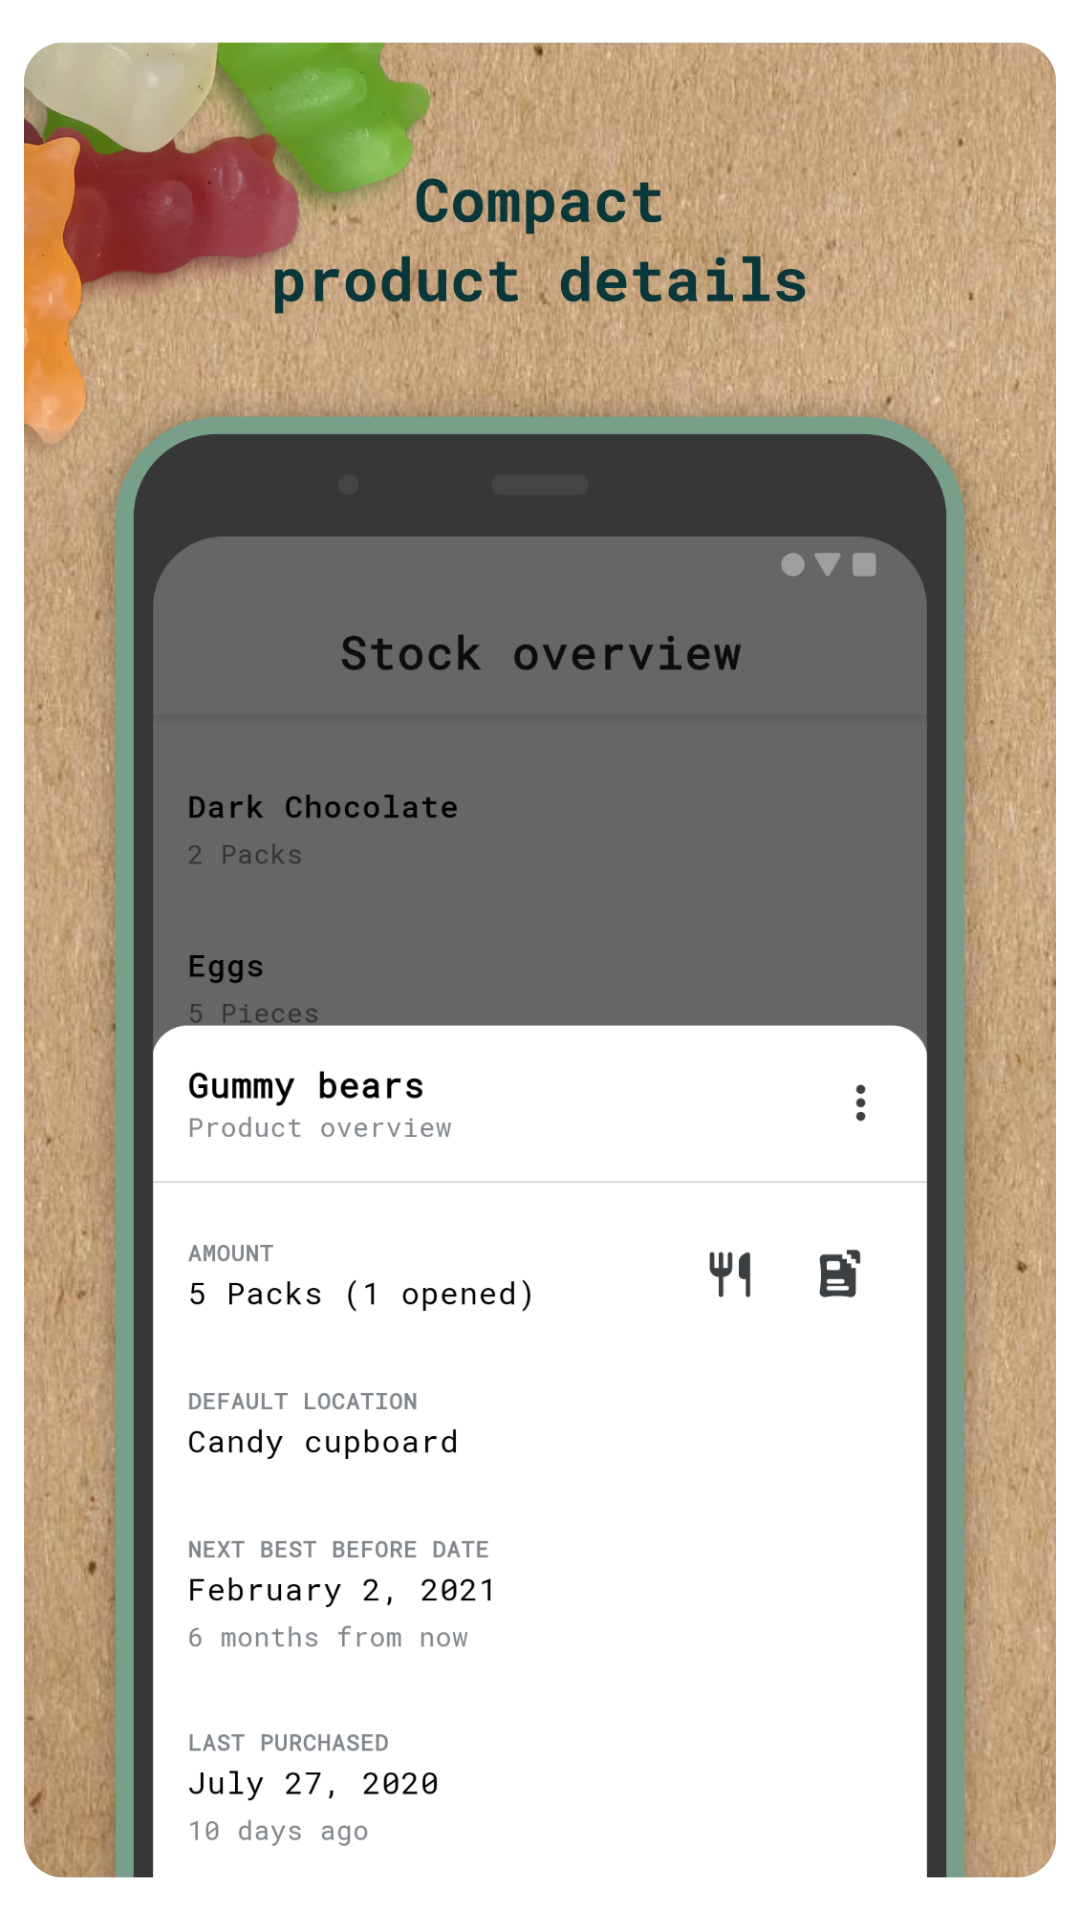 Compact
product details
Stock overview
Dark Chocolate
2 Packs
Eggs
5 Pieces
Gummy bears
Product overview
AMOUNT
5 Packs (1 opened)
DEFAULT LOCATION
Candy cupboard
NEXT BEST BEFORE DATE
February 2, 2021
6 months from now
LAST PURCHASED
July 27, 2020
10 days ago